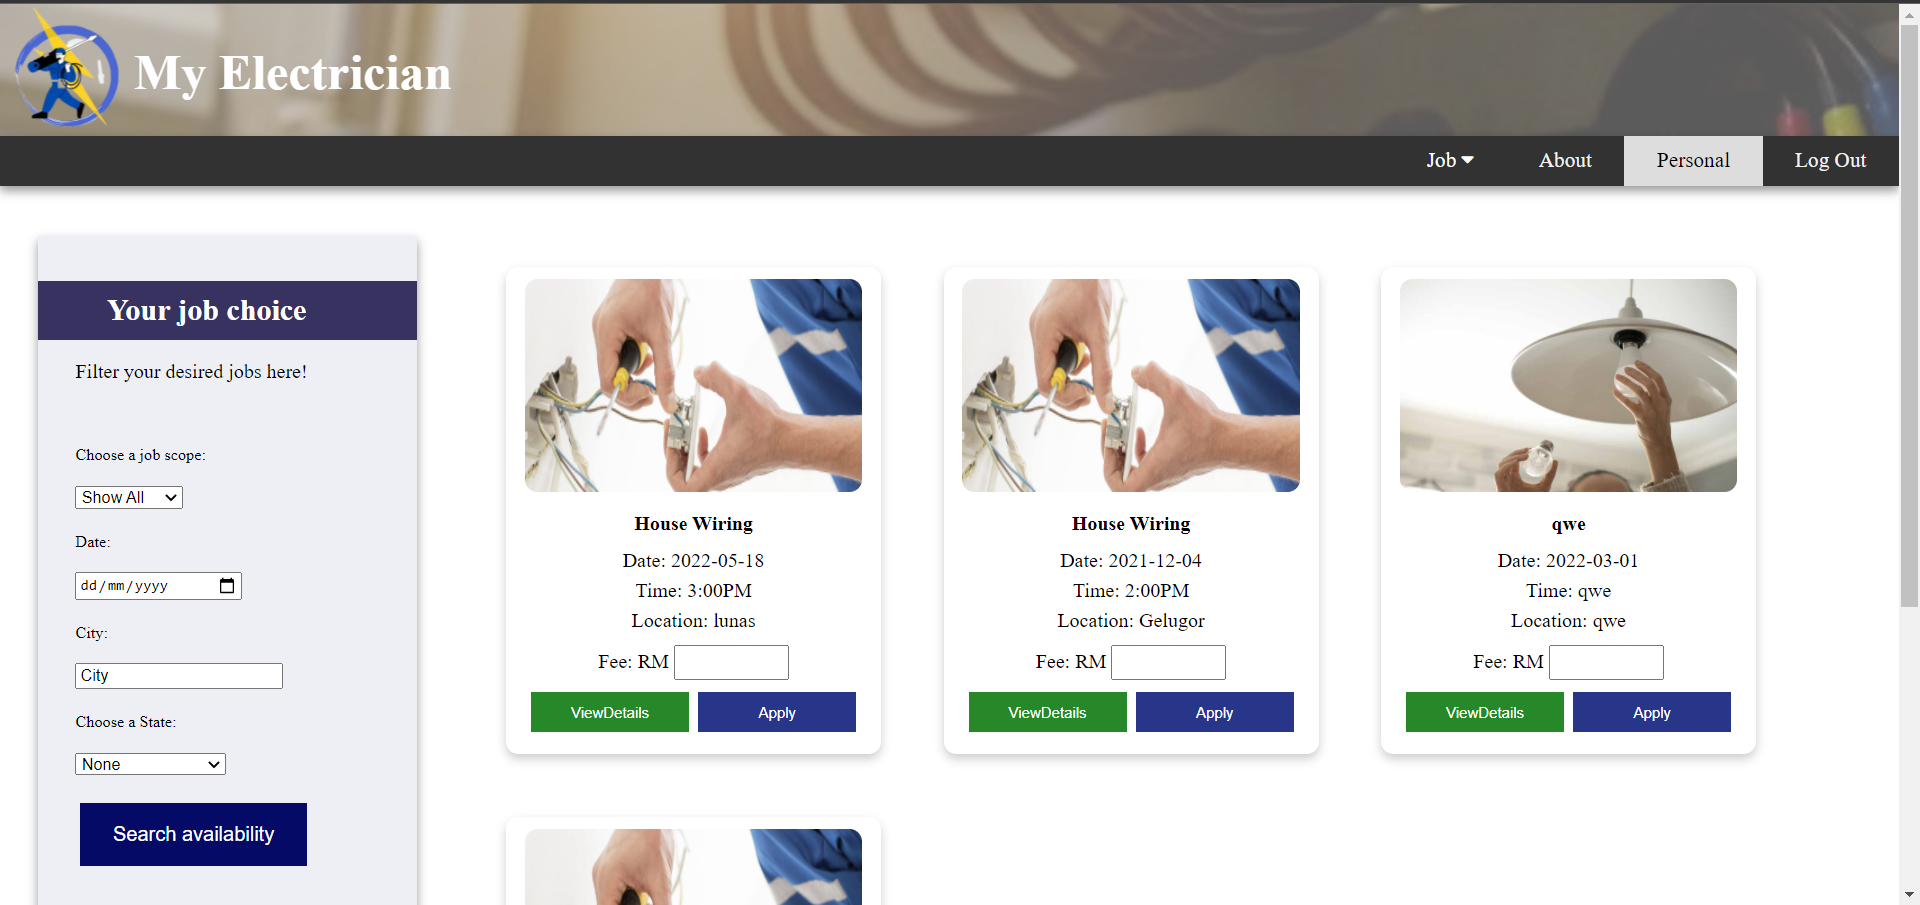 My Electrician
Job
About
Personal
Log Out
Your job choice
Filter your desired jobs here!
Choose a job scope:
Show All
Date:
dd/mm/yyyy
City:
City
Choose a State:
None
Search availability
House Wiring
Date: 2022-05-18
Time: 3:00PM
Location: lunas
Fee: RM
ViewDetails
Apply
House Wiring
Date: 2021-12-04
Time: 2:00PM
Location: Gelugor
Fee: RM
ViewDetails
Apply
qwe
Date: 2022-03-01
Time: qwe
Location: qwe
Fee: RM
ViewDetails
Apply